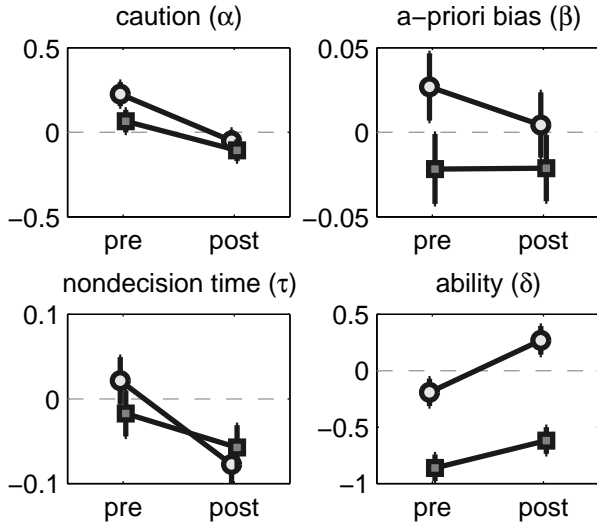 caution (α)
0.5
0
−0.5
pre post
a−priori bias (β)
0.05
0
−0.05
pre post
nondecision time (τ)
0.1
0
−0.1
pre post
ability (δ)
0.5
0
−0.5
−1
pre post